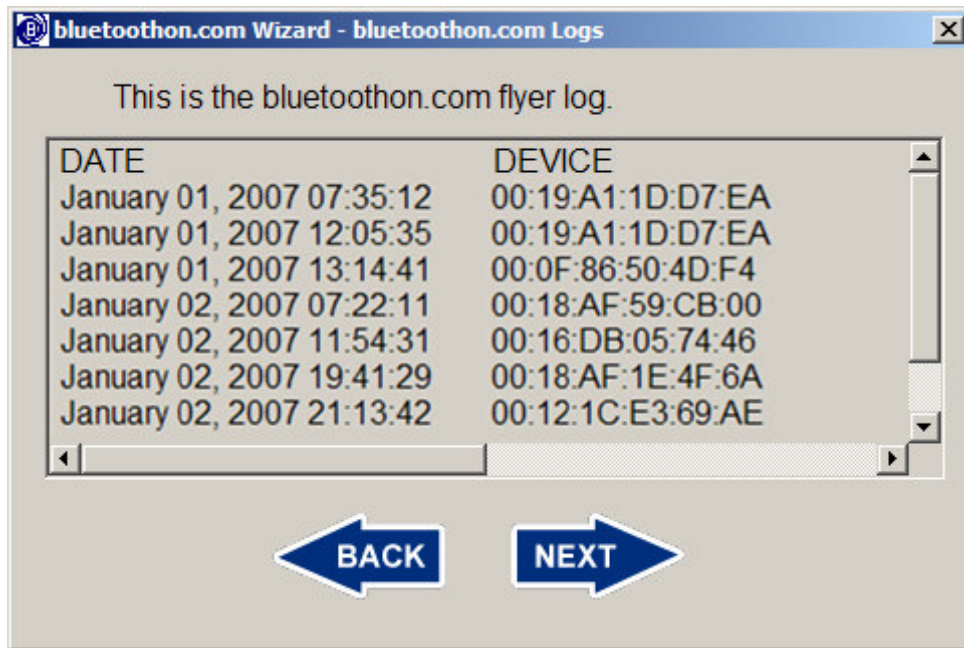 bluetoothon.com Wizard - bluetoothon.com Logs
This is the bluetoothon.com flyer log.
DATE DEVICE
January 01, 2007 07:35:12 00:19:A1:1D:D7:EA
January 01, 2007 12:05:35 00:19:A1:1D:D7:EA
January 01, 2007 13:14:41 00:0F:86:50:4D:F4
January 02, 2007 07:22:11 00:18:AF:59:CB:00
January 02, 2007 11:54:31 00:16:DB:05:74:46
January 02, 2007 19:41:29 00:18:AF:1E:4F:6A
January 02, 2007 21:13:42 00:12:1C:E3:69:AE
BACK NEXT